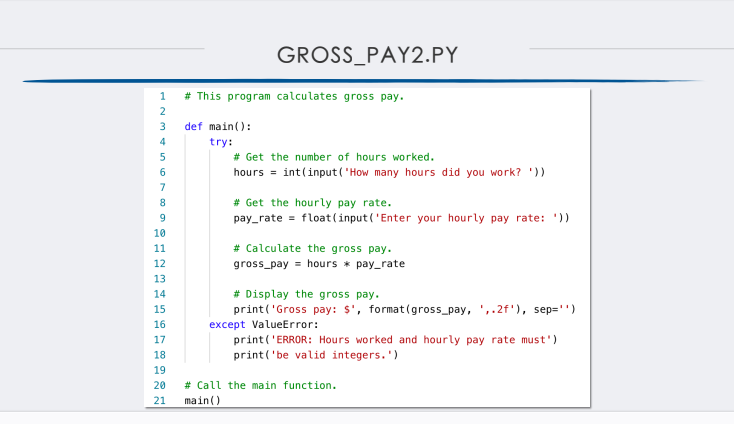 GROSS_PAY2.PY
1 # This program calculates gross pay.
2
3 def main():
4     try:
5         # Get the number of hours worked.
6         hours = int(input('How many hours did you work? '))
7
8         # Get the hourly pay rate.
9         pay_rate = float(input('Enter your hourly pay rate: '))
10
11         # Calculate the gross pay.
12         gross_pay = hours * pay_rate
13
14         # Display the gross pay.
15         print('Gross pay: $', format(gross_pay, ',.2f'), sep='')
16     except ValueError:
17         print('ERROR: Hours worked and hourly pay rate must')
18         print('be valid integers.')
19
20 # Call the main function.
21 main()